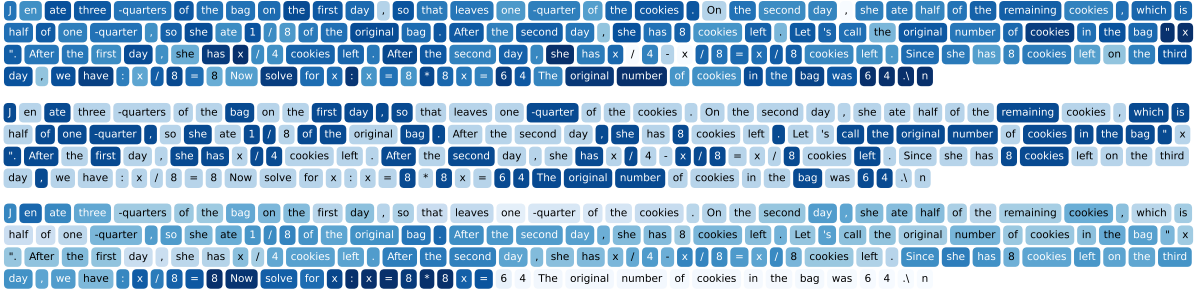 J en ate three -quarters of the bag on the first day , so that leaves one -quarter of the cookies . On the second day , she ate half of the remaining cookies , which is
half of one -quarter , so she ate 1 / 8 of the original bag . After the second day , she has 8 cookies left . Let 's call the original number of cookies in the bag " x
". After the first day , she has x / 4 cookies left . After the second day , she has x / 4 - x / 8 = x / 8 cookies left . Since she has 8 cookies left on the third
day , we have : x / 8 = 8 Now solve for x : x = 8 * 8 x = 6 4 The original number of cookies in the bag was 6 4 .\ n
J en ate three -quarters of the bag on the first day , so that leaves one -quarter of the cookies . On the second day , she ate half of the remaining cookies , which is
half of one -quarter , so she ate 1 / 8 of the original bag . After the second day , she has 8 cookies left . Let 's call the original number of cookies in the bag " x
". After the first day , she has x / 4 cookies left . After the second day , she has x / 4 - x / 8 = x / 8 cookies left . Since she has 8 cookies left on the third
day , we have : x / 8 = 8 Now solve for x : x = 8 * 8 x = 6 4 The original number of cookies in the bag was 6 4 .\ n
J en ate three -quarters of the bag on the first day , so that leaves one -quarter of the cookies . On the second day , she ate half of the remaining cookies , which is
half of one -quarter , so she ate 1 / 8 of the original bag . After the second day , she has 8 cookies left . Let 's call the original number of cookies in the bag " x
". After the first day , she has x / 4 cookies left . After the second day , she has x / 4 - x / 8 = x / 8 cookies left . Since she has 8 cookies left on the third
day , we have : x / 8 = 8 Now solve for x : x = 8 * 8 x = 6 4 The original number of cookies in the bag was 6 4 .\ n